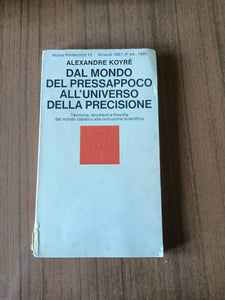 Nuovo Politecnico 12 Einaudi 1967, 5ª ed., 1980
ALEXANDRE KOYRÉ
DAL MONDO
DEL PRESSAPPOCO
ALL'UNIVERSO
DELLA PRECISIONE
Tecniche, strumenti e filosofia
dal mondo classico alla rivoluzione scientifica